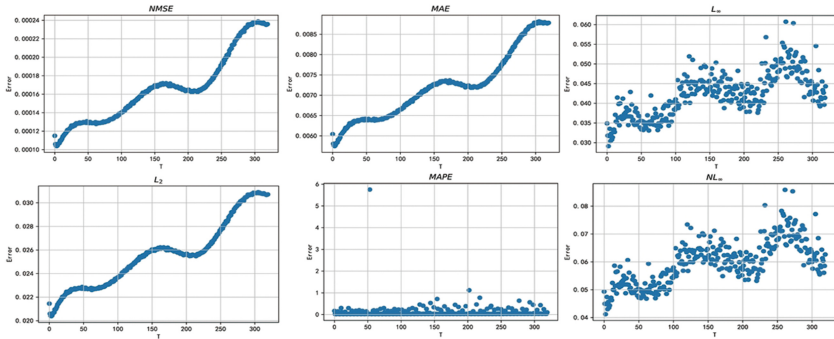 NMSE
0.00024
0.00022
0.00020
0.00018
0.00016
0.00014
0.00012
0.00010
Error
0 50 100 150 200 250 300
T
MAE
0.0085
0.0080
0.0075
0.0070
0.0065
0.0060
Error
0 50 100 150 200 250 300
T
L∞
0.060
0.055
0.050
0.045
0.040
0.035
0.030
Error
0 50 100 150 200 250 300
T
L₂
0.030
0.028
0.026
0.024
0.022
0.020
Error
0 50 100 150 200 250 300
T
MAPE
6
5
4
3
2
1
0
Error
0 50 100 150 200 250 300
T
NL∞
0.08
0.07
0.06
0.05
0.04
Error
0 50 100 150 200 250 300
T